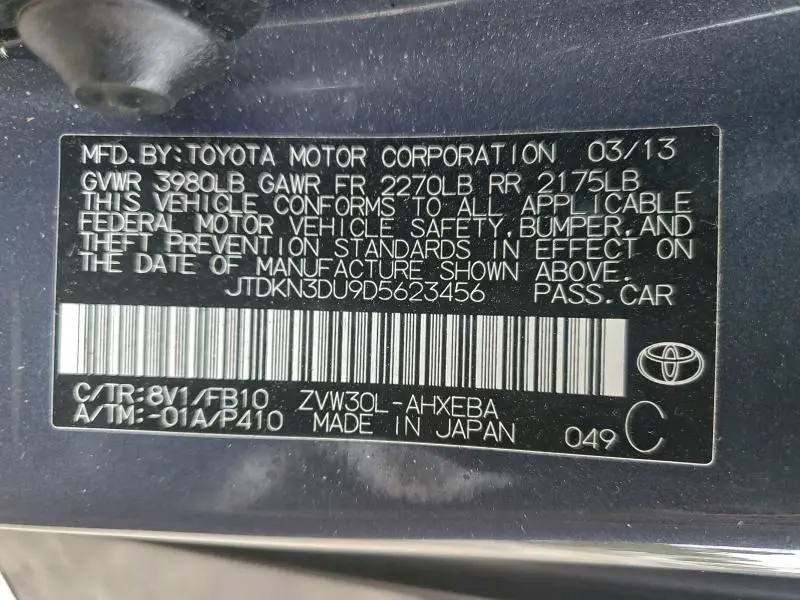 MFD.BY:TOYOTA MOTOR CORPORATION 03/13
GVWR 3980LB GAWR FR 2270LB RR 2175LB
THIS VEHICLE CONFORMS TO ALL APPLICABLE
FEDERAL MOTOR VEHICLE SAFETY,BUMPER,AND
THEFT PREVENTION STANDARDS IN EFFECT ON
THE DATE OF MANUFACTURE SHOWN ABOVE.
JTDKN3DU9D5623456 PASS.CAR
C/TR:8V1/FB10 ZVW30L-AHXEBA
A/TM:-01A/P410 MADE IN JAPAN 049 C